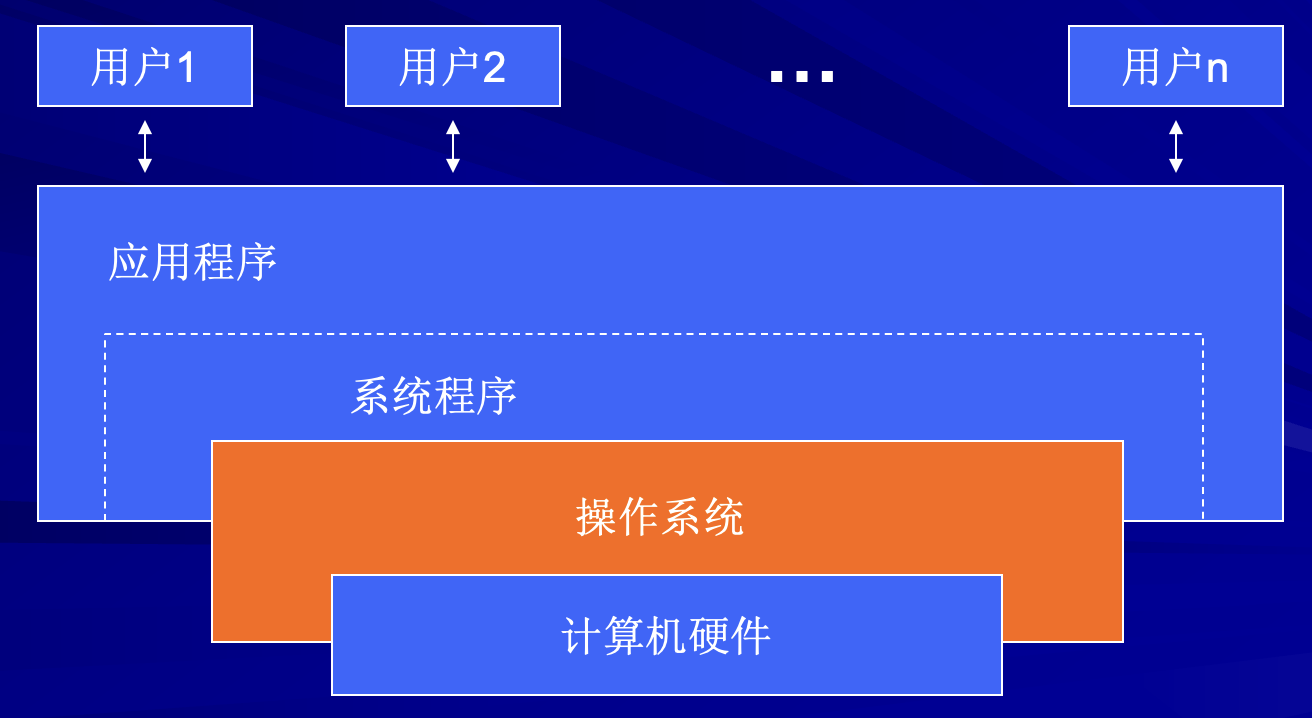 用户1 用户2 … 用户n
应用程序
系统程序
操作系统
计算机硬件